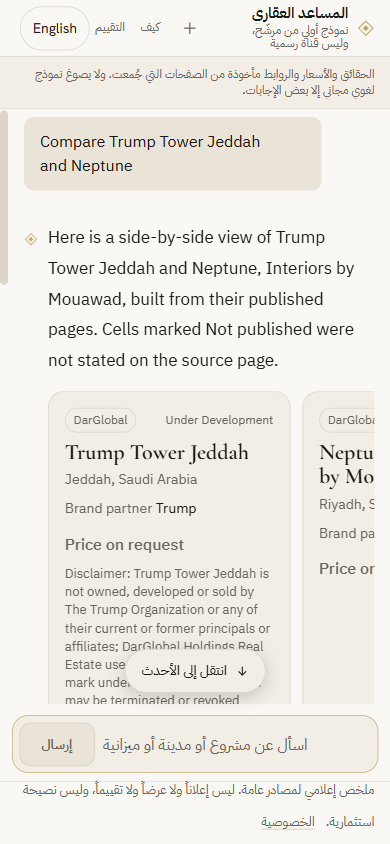 المساعد العقاري
نموذج أولي من مرشّح،
وليس قناة رسمية
كيف
التقييم
English
الحقائق والأسعار والروابط مأخوذة من الصفحات التي جُمعت. ولا يصوغ نموذج
لغوي مجاني إلا بعض الإجابات.
Compare Trump Tower Jeddah
and Neptune
Here is a side-by-side view of Trump
Tower Jeddah and Neptune, Interiors by
Mouawad, built from their published
pages. Cells marked Not published were
not stated on the source page.
DarGlobal
Under Development
Trump Tower Jeddah
Jeddah, Saudi Arabia
Brand partner Trump
Price on request
Disclaimer: Trump Tower Jeddah is
not owned, developed or sold by
The Trump Organization or any of
their current or former principals or
affiliates; DarGlobal Holdings Real
Estate use
mark unde
may be terminated or revoked
DarGloba
Neptu
by Mo
Riyadh, S
Brand pa
Price or
انتقل إلى الأحدث ↓
اسأل عن مشروع أو مدينة أو ميزانية
إرسال
ملخص إعلامي لمصادر عامة. ليس إعلاناً ولا عرضاً ولا تقييماً، وليس نصيحة
استثمارية. الخصوصية